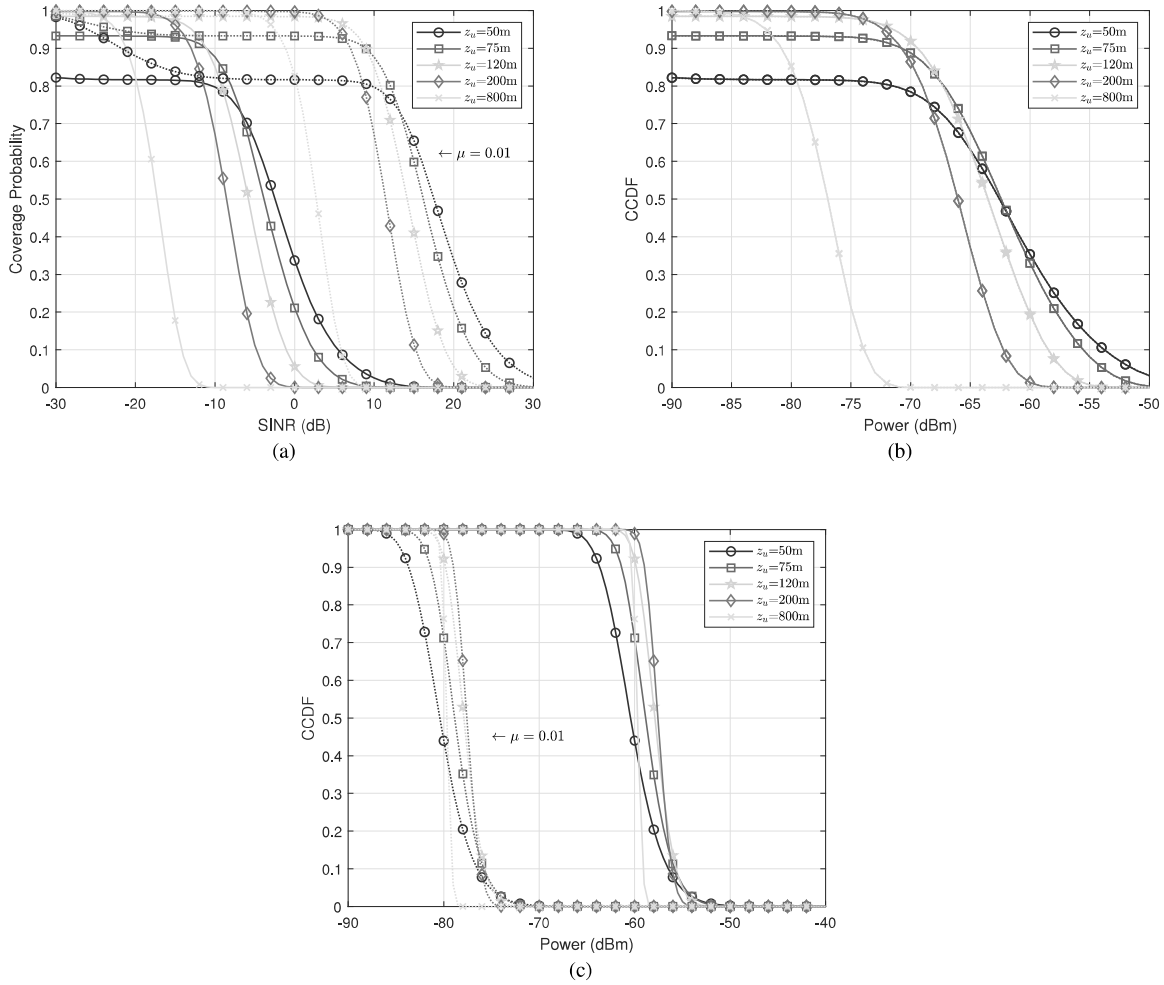 1
0.9
0.8
0.7
0.6
0.5
0.4
0.3
0.2
0.1
0
Coverage Probability
-30 -20 -10 0 10 20 30
SINR (dB)
z_u=50m
z_u=75m
z_u=120m
z_u=200m
z_u=800m
← μ = 0.01
(a)
1
0.9
0.8
0.7
0.6
0.5
0.4
0.3
0.2
0.1
0
CCDF
-90 -85 -80 -75 -70 -65 -60 -55 -50
Power (dBm)
z_u=50m
z_u=75m
z_u=120m
z_u=200m
z_u=800m
(b)
1
0.9
0.8
0.7
0.6
0.5
0.4
0.3
0.2
0.1
0
CCDF
-90 -80 -70 -60 -50 -40
Power (dBm)
z_u=50m
z_u=75m
z_u=120m
z_u=200m
z_u=800m
← μ = 0.01
(c)